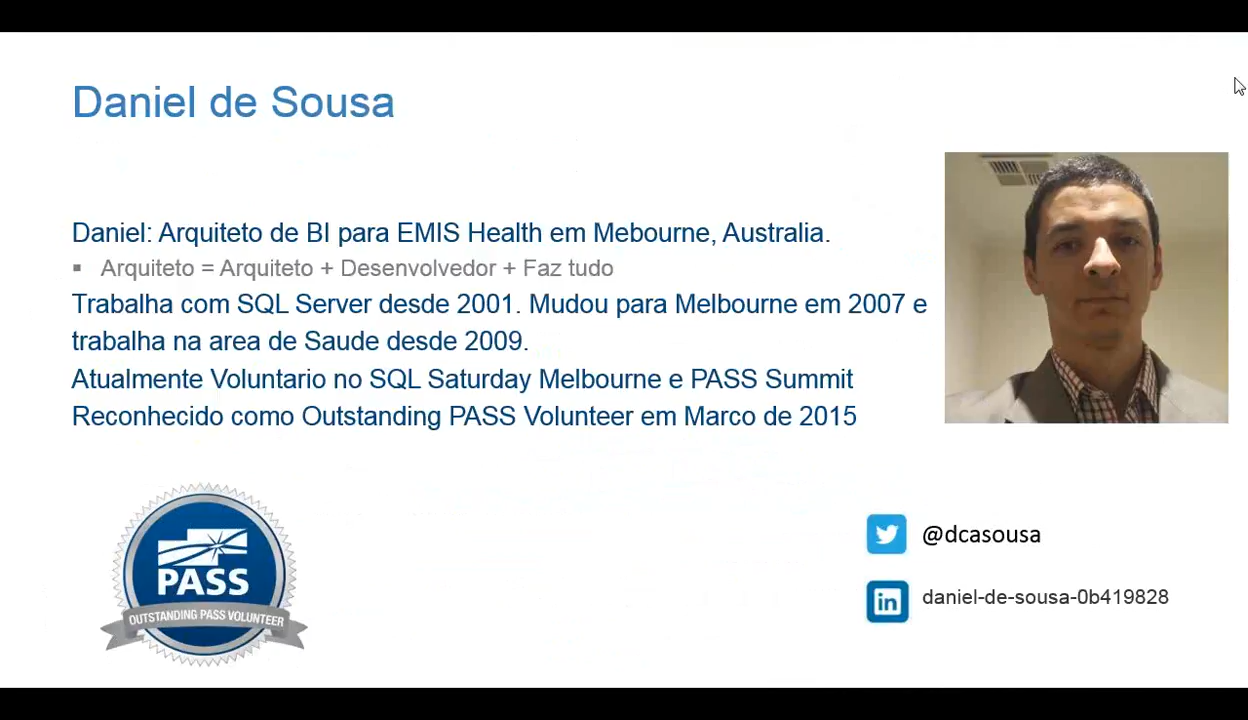 Daniel de Sousa
Daniel: Arquiteto de BI para EMIS Health em Mebourne, Australia.
▪ Arquiteto = Arquiteto + Desenvolvedor + Faz tudo
Trabalha com SQL Server desde 2001. Mudou para Melbourne em 2007 e
trabalha na area de Saude desde 2009.
Atualmente Voluntario no SQL Saturday Melbourne e PASS Summit
Reconhecido como Outstanding PASS Volunteer em Marco de 2015
PASS
OUTSTANDING PASS VOLUNTEER
@dcasousa
in
daniel-de-sousa-0b419828